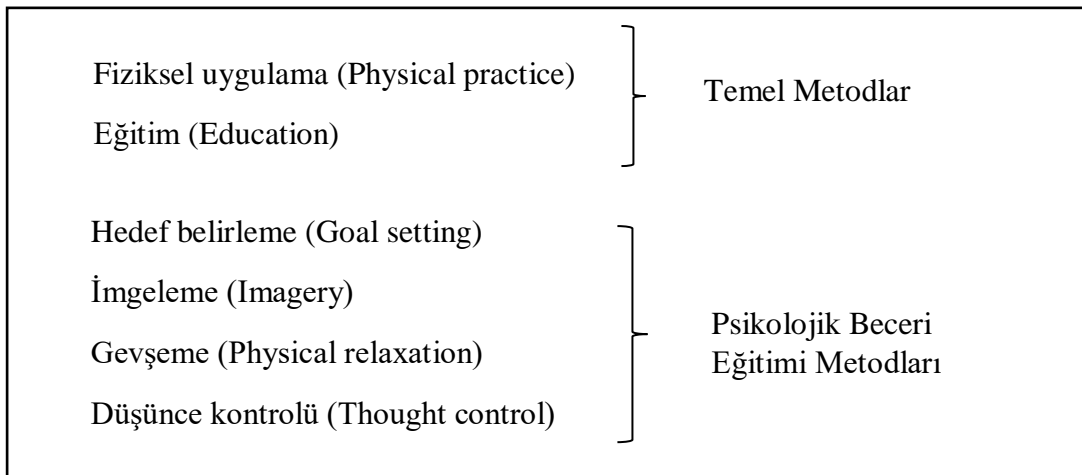 Fiziksel uygulama (Physical practice)
Eğitim (Education)
Temel Metodlar
Hedef belirleme (Goal setting)
İmgeleme (Imagery)
Gevşeme (Physical relaxation)
Düşünce kontrolü (Thought control)
Psikolojik Beceri
Eğitimi Metodları